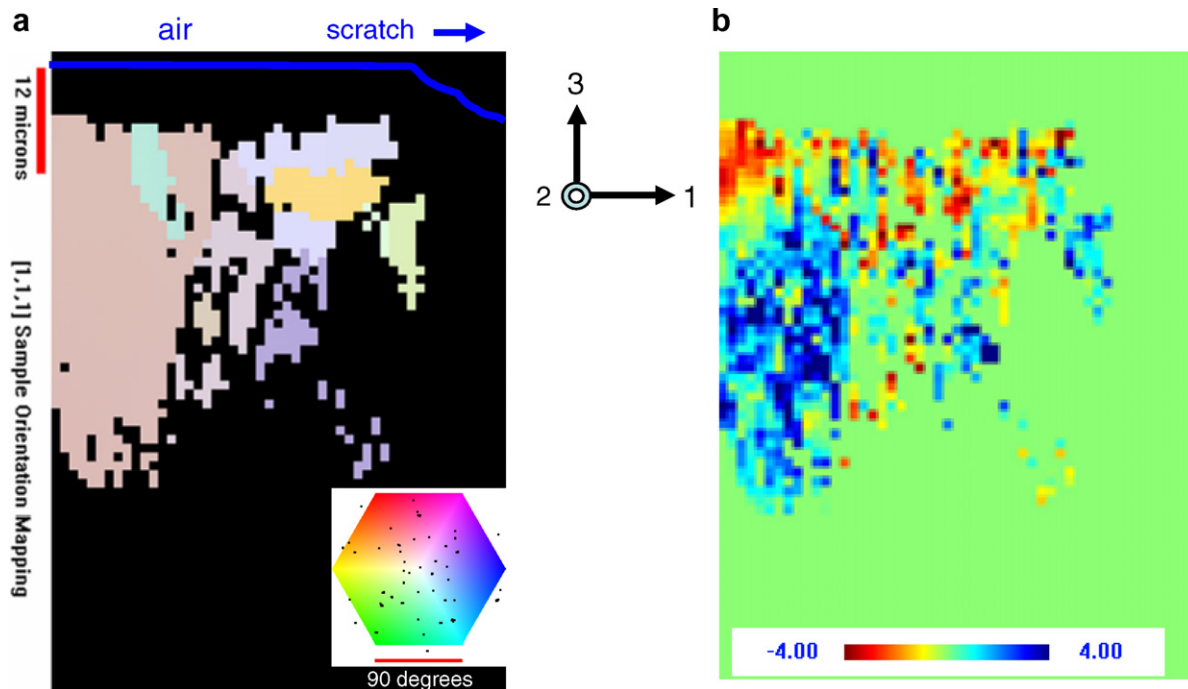 a
air
scratch
12 microns
[1,1,1] Sample Orientation Mapping
90 degrees
3
2
1
b
-4.00
4.00